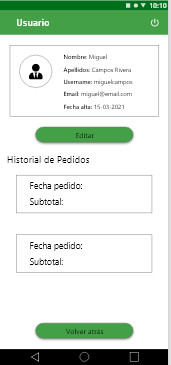 10:10
Usuario
Nombre: Miguel
Apellidos: Campos Rivera
Username: miguelcampos
Email: miguel@email.com
Fecha alta: 15-03-2021
Editar
Historial de Pedidos
Fecha pedido:
Subtotal:
Fecha pedido:
Subtotal:
Volver atrás